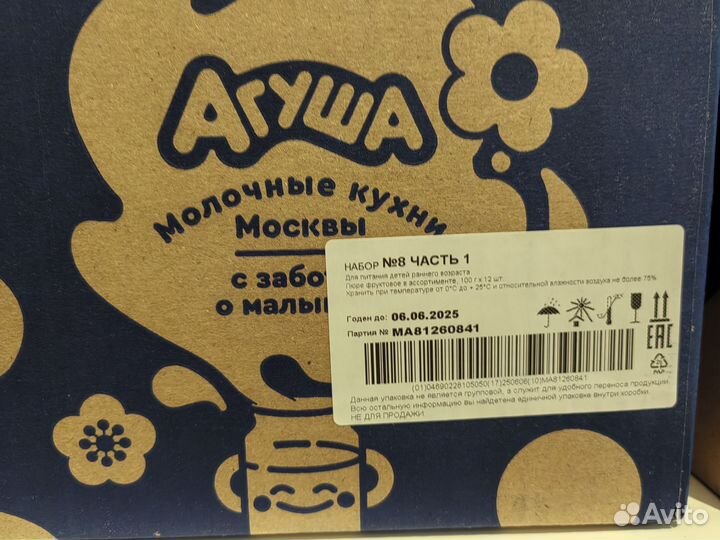 Агуша
Молочные кухни
Москвы
с забо
о малы
НАБОР №8 ЧАСТЬ 1
Для питания детей раннего возраста
Пюре фруктовое в ассортименте, 100 г х 12 шт.
Хранить при температуре от 0°С до + 25°С и относительной влажности воздуха не более 75%
Годен до: 06.06.2025
Партия № МА81260841
EAC
(01)04690228105050(17)250606(10)MA81260841
Данная упаковка не является групповой, а служит для удобного переноса продукции.
Всю остальную информацию вы найдете на единичной упаковке внутри коробки.
НЕ ДЛЯ ПРОДАЖИ
Avito